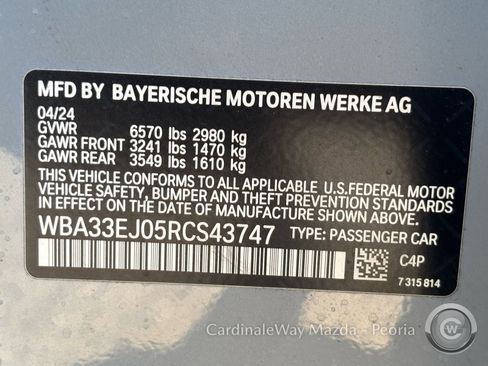 MFD BY BAYERISCHE MOTOREN WERKE AG
04/24
GVWR 6570 lbs 2980 kg
GAWR FRONT 3241 lbs 1470 kg
GAWR REAR 3549 lbs 1610 kg
THIS VEHICLE CONFORMS TO ALL APPLICABLE U.S.FEDERAL MOTOR
VEHICLE SAFETY, BUMPER AND THEFT PREVENTION STANDARDS
IN EFFECT ON THE DATE OF MANUFACTURE SHOWN ABOVE.
WBA33EJ05RCS43747 TYPE: PASSENGER CAR
C4P
7 315 814
CardinaleWay Mazda - Peoria
CW